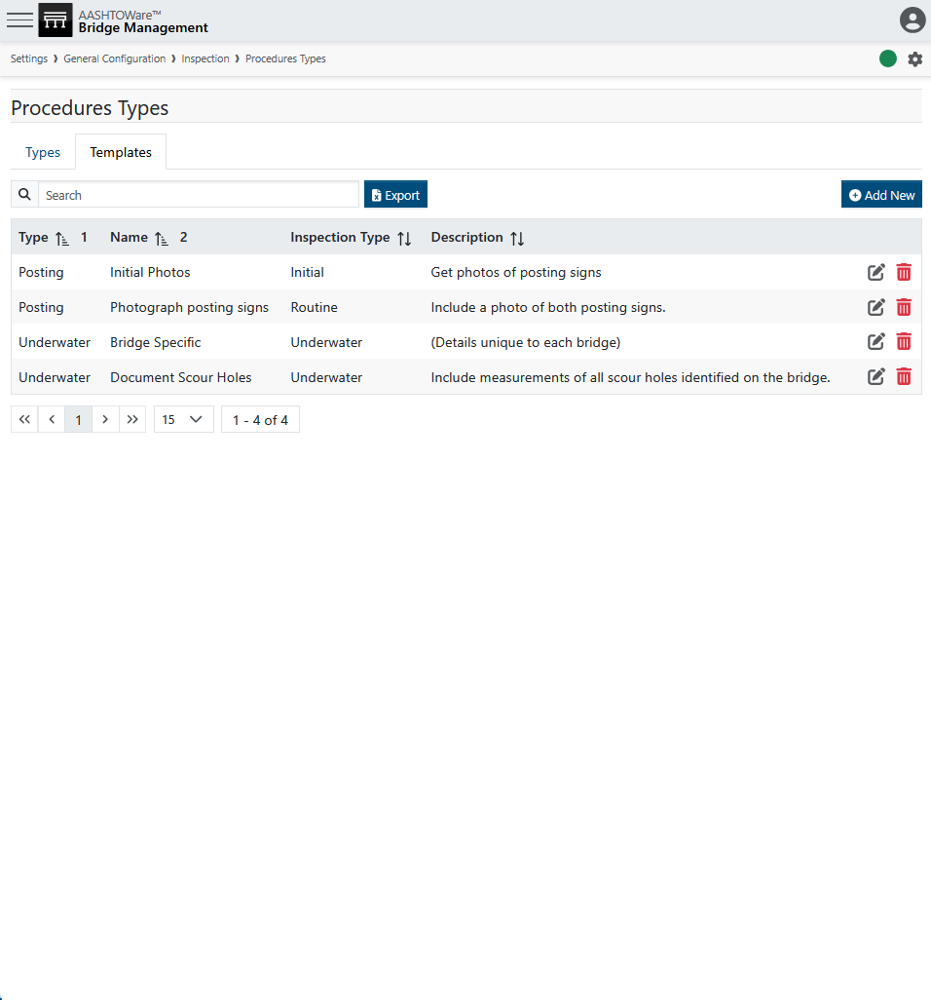 AASHTOWare™
Bridge Management
Settings › General Configuration › Inspection › Procedures Types
Procedures Types
Types Templates
Search Export Add New
Type 1 Name 2 Inspection Type Description
Posting Initial Photos Initial Get photos of posting signs
Posting Photograph posting signs Routine Include a photo of both posting signs.
Underwater Bridge Specific Underwater (Details unique to each bridge)
Underwater Document Scour Holes Underwater Include measurements of all scour holes identified on the bridge.
« ‹ 1 › » 15 1 - 4 of 4